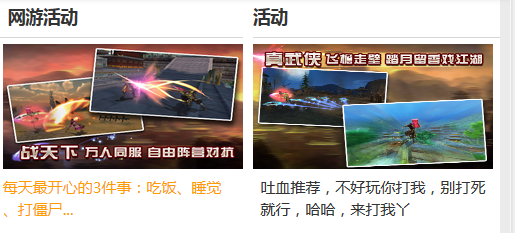 网游活动
活动
战天下 万人同服 自由阵营对抗
真武侠 飞檐走壁 踏月留香戏江湖
每天最开心的3件事：吃饭、睡觉
、打僵尸...
吐血推荐，不好玩你打我，别打死
就行，哈哈，来打我丫